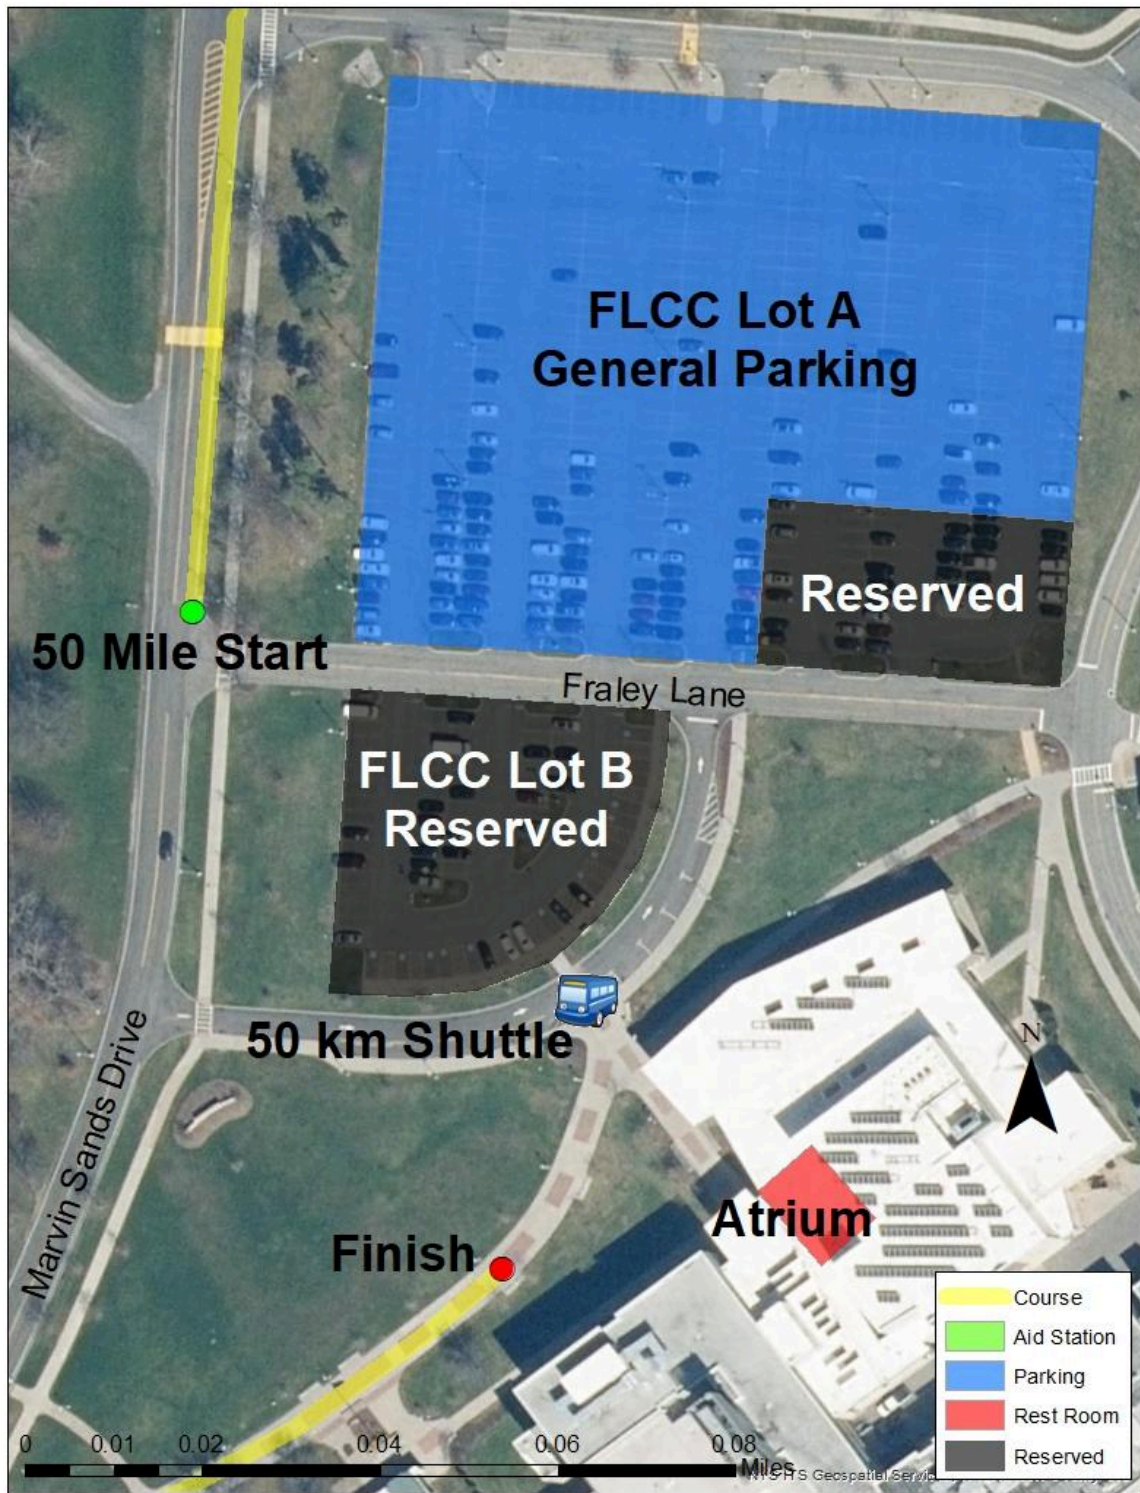 FLCC Lot A
General Parking
Reserved
50 Mile Start
Fraley Lane
FLCC Lot B
Reserved
50 km Shuttle
N
Marvin Sands Drive
Atrium
Finish
Course
Aid Station
Parking
Rest Room
Reserved
0 0.01 0.02 0.04 0.06 0.08
Miles
ITS Geospatial